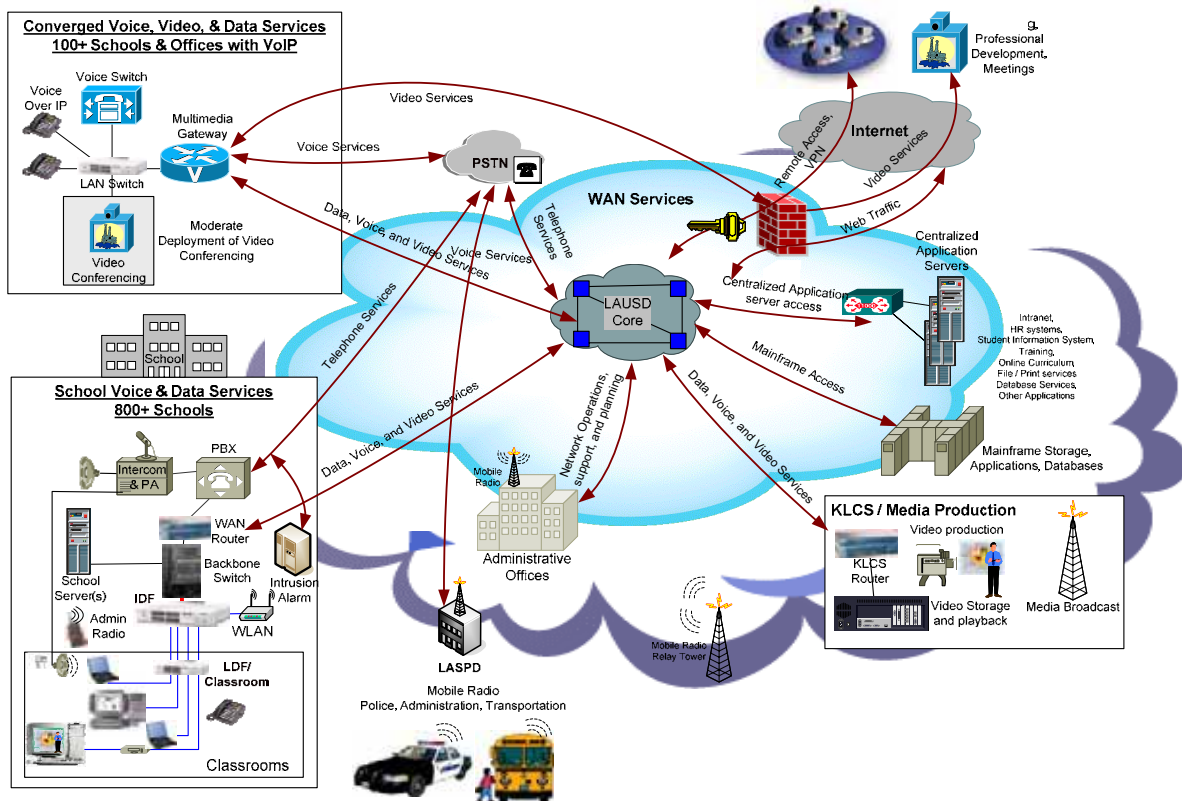 Converged Voice, Video, & Data Services
100+ Schools & Offices with VoIP
Voice Switch
Voice
Over IP
Multimedia
Gateway
V
LAN Switch
Video
Conferencing
Moderate
Deployment of Video
Conferencing
Video Services
Voice Services
PSTN
Data, Voice, and Video Services
Voice Services
Telephone
Services
Telephone Services
g,
Professional
Development,
Meetings
Internet
Remote Access,
VPN
Video Services
Web Traffic
WAN Services
LAUSD
Core
Centralized Application
server access
Centralized
Application
Servers
Intranet,
HR systems,
Student Information System,
Training,
Online Curriculum,
File / Print services
Database Services,
Other Applications
Mainframe Access
Mainframe Storage,
Applications, Databases
Data, Voice, and Video Services
Network Operations,
support, and planning
Data, Voice, and Video Services
Mobile
Radio
Administrative
Offices
School
School Voice & Data Services
800+ Schools
Intercom
& PA
PBX
WAN
Router
Backbone
Switch
School
Server(s)
Intrusion
Alarm
IDF
WLAN
Admin
Radio
LDF/
Classroom
Classrooms
LASPD
Mobile Radio
Police, Administration, Transportation
Mobile Radio
Relay Tower
KLCS / Media Production
Video production
KLCS
Router
Video Storage
and playback
Media Broadcast